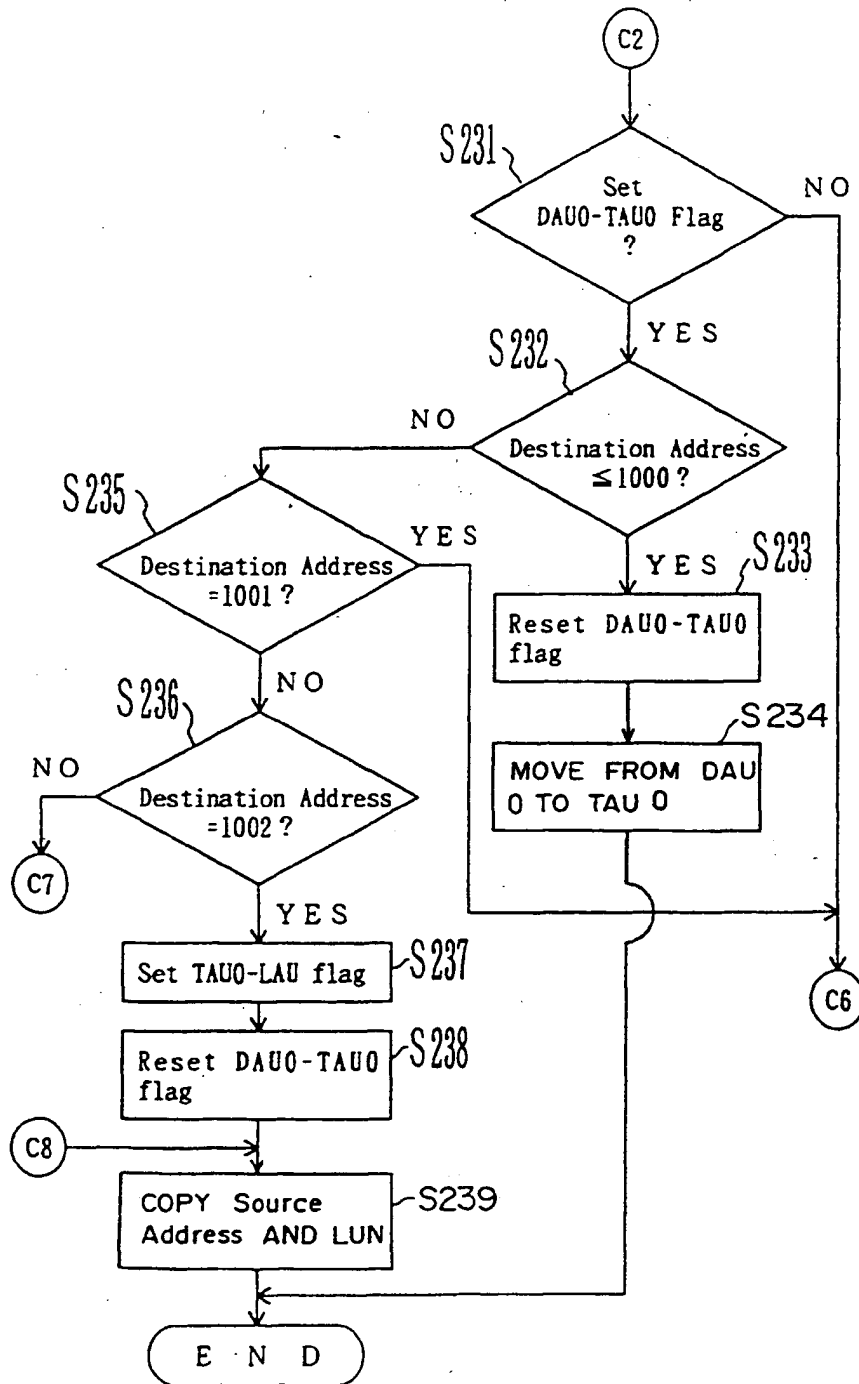 C2
S231
Set
DAU0-TAU0 Flag
?
NO
YES
S232
NO
Destination Address
≦1000?
S235
YES
YES
S233
Destination Address
=1001?
Reset DAU0-TAU0
flag
NO
S236
S234
NO
MOVE FROM DAU
0 TO TAU 0
Destination Address
=1002?
C7
YES
Set TAU0-LAU flag
S237
C6
Reset DAU0-TAU0
flag
S238
C8
COPY Source
Address AND LUN
S239
E N D